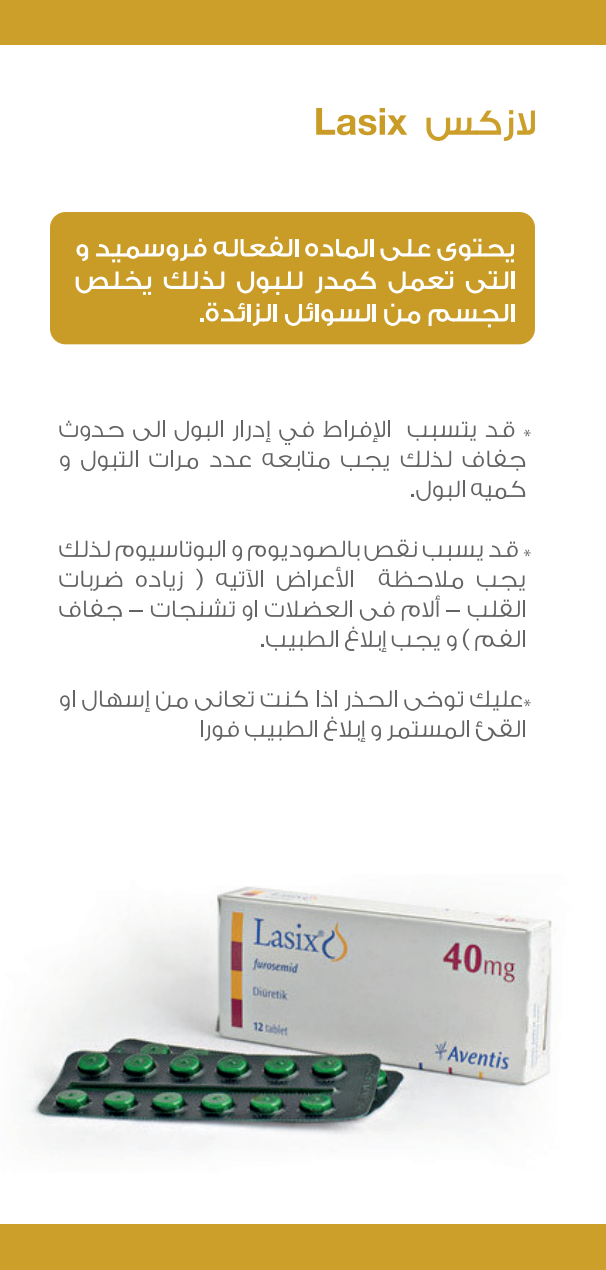 لازكس Lasix
يحتوى على الماده الفعاله فروسميد و
التى تعمل كمدر للبول لذلك يخلص
الجسم من السوائل الزائدة.
* قد يتسبب الإفراط في إدرار البول الى حدوث
جفاف لذلك يجب متابعه عدد مرات التبول و
كميه البول.
* قد يسبب نقص بالصوديوم و البوتاسيوم لذلك
يجب ملاحظة الأعراض الآتيه ( زياده ضربات
القلب – ألام فى العضلات او تشنجات – جفاف
الفم ) و يجب إبلاغ الطبيب.
*عليك توخى الحذر اذا كنت تعانى من إسهال او
القئ المستمر و إبلاغ الطبيب فورا
Lasix®
40mg
furosemid
Diüretik
12 tablet
Aventis